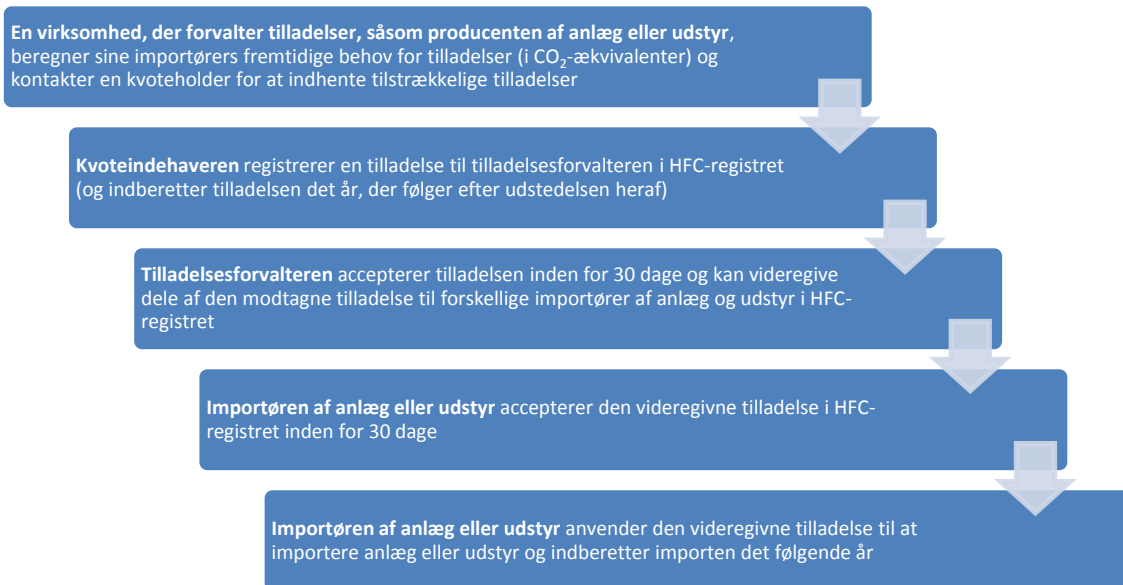 En virksomhed, der forvalter tilladelser, såsom producenten af anlæg eller udstyr,
beregner sine importørers fremtidige behov for tilladelser (i CO₂-ækvivalenter) og
kontakter en kvoteholder for at indhente tilstrækkelige tilladelser
Kvoteindehaveren registrerer en tilladelse til tilladelsesforvalteren i HFC-registret
(og indberetter tilladelsen det år, der følger efter udstedelsen heraf)
Tilladelsesforvalteren accepterer tilladelsen inden for 30 dage og kan videregive
dele af den modtagne tilladelse til forskellige importører af anlæg og udstyr i HFC-
registret
Importøren af anlæg eller udstyr accepterer den videregivne tilladelse i HFC-
registret inden for 30 dage
Importøren af anlæg eller udstyr anvender den videregivne tilladelse til at
importere anlæg eller udstyr og indberetter importen det følgende år